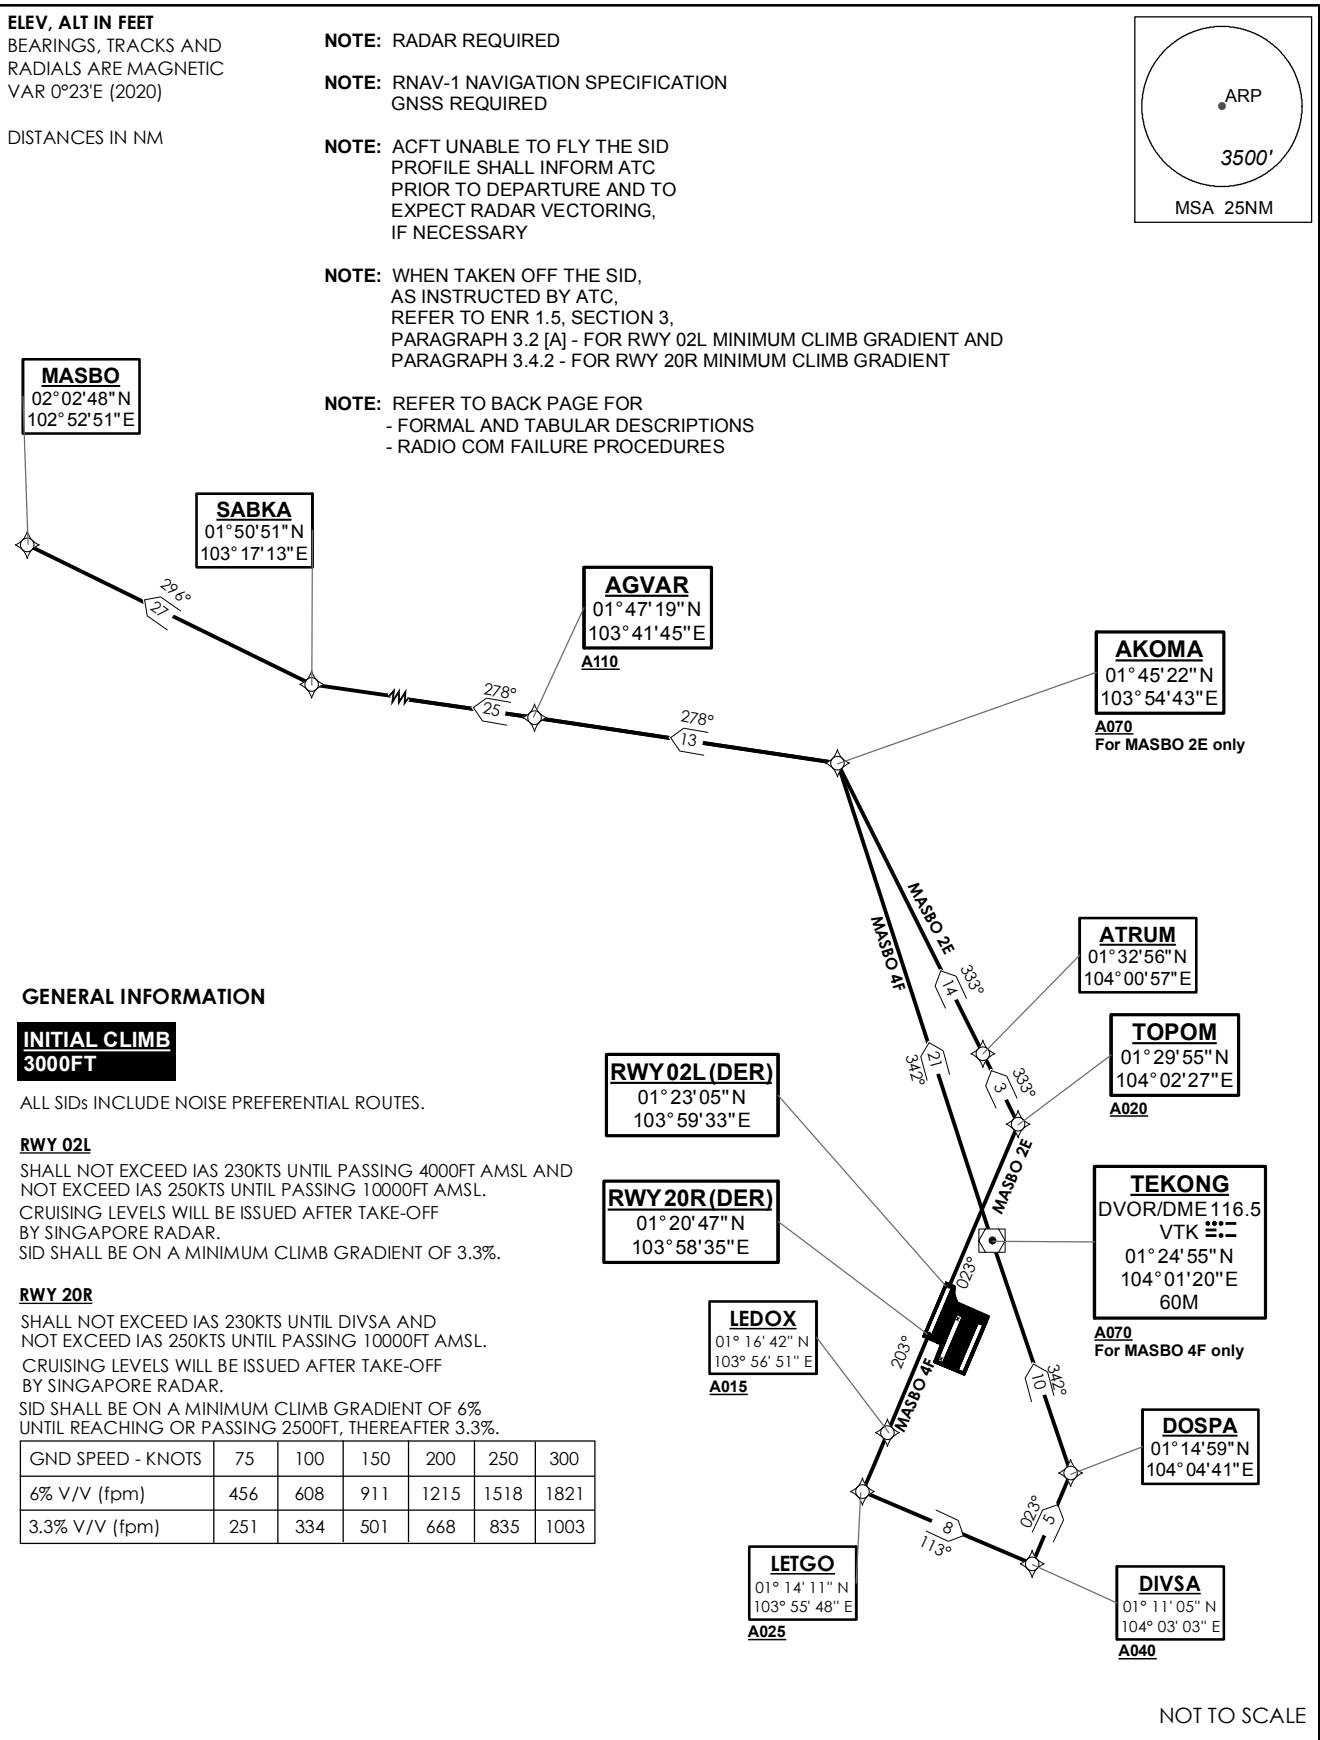 ELEV, ALT IN FEET
BEARINGS, TRACKS AND
RADIALS ARE MAGNETIC
VAR 0°23'E (2020)
DISTANCES IN NM
NOTE: RADAR REQUIRED
NOTE: RNAV-1 NAVIGATION SPECIFICATION
GNSS REQUIRED
NOTE: ACFT UNABLE TO FLY THE SID
PROFILE SHALL INFORM ATC
PRIOR TO DEPARTURE AND TO
EXPECT RADAR VECTORING,
IF NECESSARY
NOTE: WHEN TAKEN OFF THE SID,
AS INSTRUCTED BY ATC,
REFER TO ENR 1.5, SECTION 3,
PARAGRAPH 3.2 [A] - FOR RWY 02L MINIMUM CLIMB GRADIENT AND
PARAGRAPH 3.4.2 - FOR RWY 20R MINIMUM CLIMB GRADIENT
NOTE: REFER TO BACK PAGE FOR
- FORMAL AND TABULAR DESCRIPTIONS
- RADIO COM FAILURE PROCEDURES
ARP
3500'
MSA 25NM
MASBO
02°02'48"N
102°52'51"E
SABKA
01°50'51"N
103°17'13"E
AGVAR
01°47'19"N
103°41'45"E
A110
AKOMA
01°45'22"N
103°54'43"E
A070
For MASBO 2E only
296°
27
278°
25
278°
13
MASBO 2E
MASBO 4F
333°
14
21
342°
333°
3
ATRUM
01°32'56"N
104°00'57"E
TOPOM
01°29'55"N
104°02'27"E
A020
MASBO 2E
TEKONG
DVOR/DME 116.5
VTK
01°24'55"N
104°01'20"E
60M
A070
For MASBO 4F only
RWY 02L (DER)
01°23'05"N
103°59'33"E
RWY 20R (DER)
01°20'47"N
103°58'35"E
023°
203°
MASBO 4F
LEDOX
01° 16' 42" N
103° 56' 51" E
A015
342°
10
DOSPA
01°14'59"N
104°04'41"E
023°
5
8
113°
LETGO
01° 14' 11" N
103° 55' 48" E
A025
DIVSA
01° 11' 05" N
104° 03' 03" E
A040
GENERAL INFORMATION
INITIAL CLIMB
3000FT
ALL SIDs INCLUDE NOISE PREFERENTIAL ROUTES.
RWY 02L
SHALL NOT EXCEED IAS 230KTS UNTIL PASSING 4000FT AMSL AND
NOT EXCEED IAS 250KTS UNTIL PASSING 10000FT AMSL.
CRUISING LEVELS WILL BE ISSUED AFTER TAKE-OFF
BY SINGAPORE RADAR.
SID SHALL BE ON A MINIMUM CLIMB GRADIENT OF 3.3%.
RWY 20R
SHALL NOT EXCEED IAS 230KTS UNTIL DIVSA AND
NOT EXCEED IAS 250KTS UNTIL PASSING 10000FT AMSL.
CRUISING LEVELS WILL BE ISSUED AFTER TAKE-OFF
BY SINGAPORE RADAR.
SID SHALL BE ON A MINIMUM CLIMB GRADIENT OF 6%
UNTIL REACHING OR PASSING 2500FT, THEREAFTER 3.3%.
GND SPEED - KNOTS 75 100 150 200 250 300
6% V/V (fpm) 456 608 911 1215 1518 1821
3.3% V/V (fpm) 251 334 501 668 835 1003
NOT TO SCALE